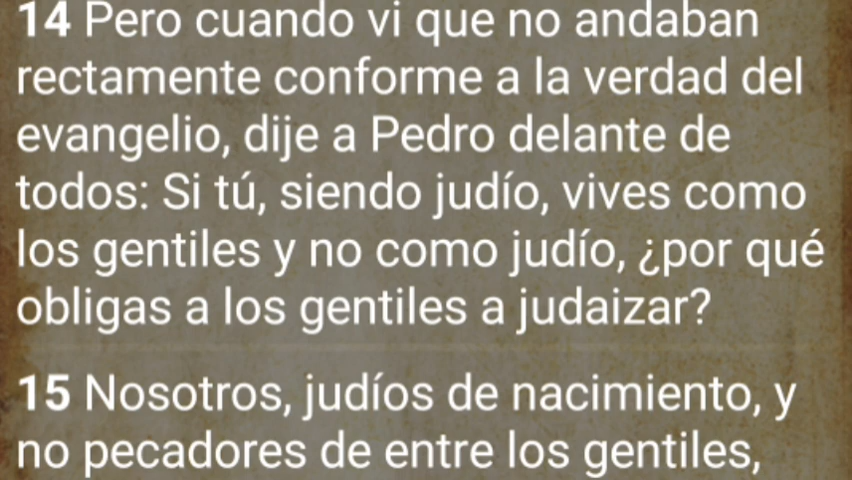 14 Pero cuando vi que no andaban
rectamente conforme a la verdad del
evangelio, dije a Pedro delante de
todos: Si tú, siendo judío, vives como
los gentiles y no como judío, ¿por qué
obligas a los gentiles a judaizar?
15 Nosotros, judíos de nacimiento, y
no pecadores de entre los gentiles,